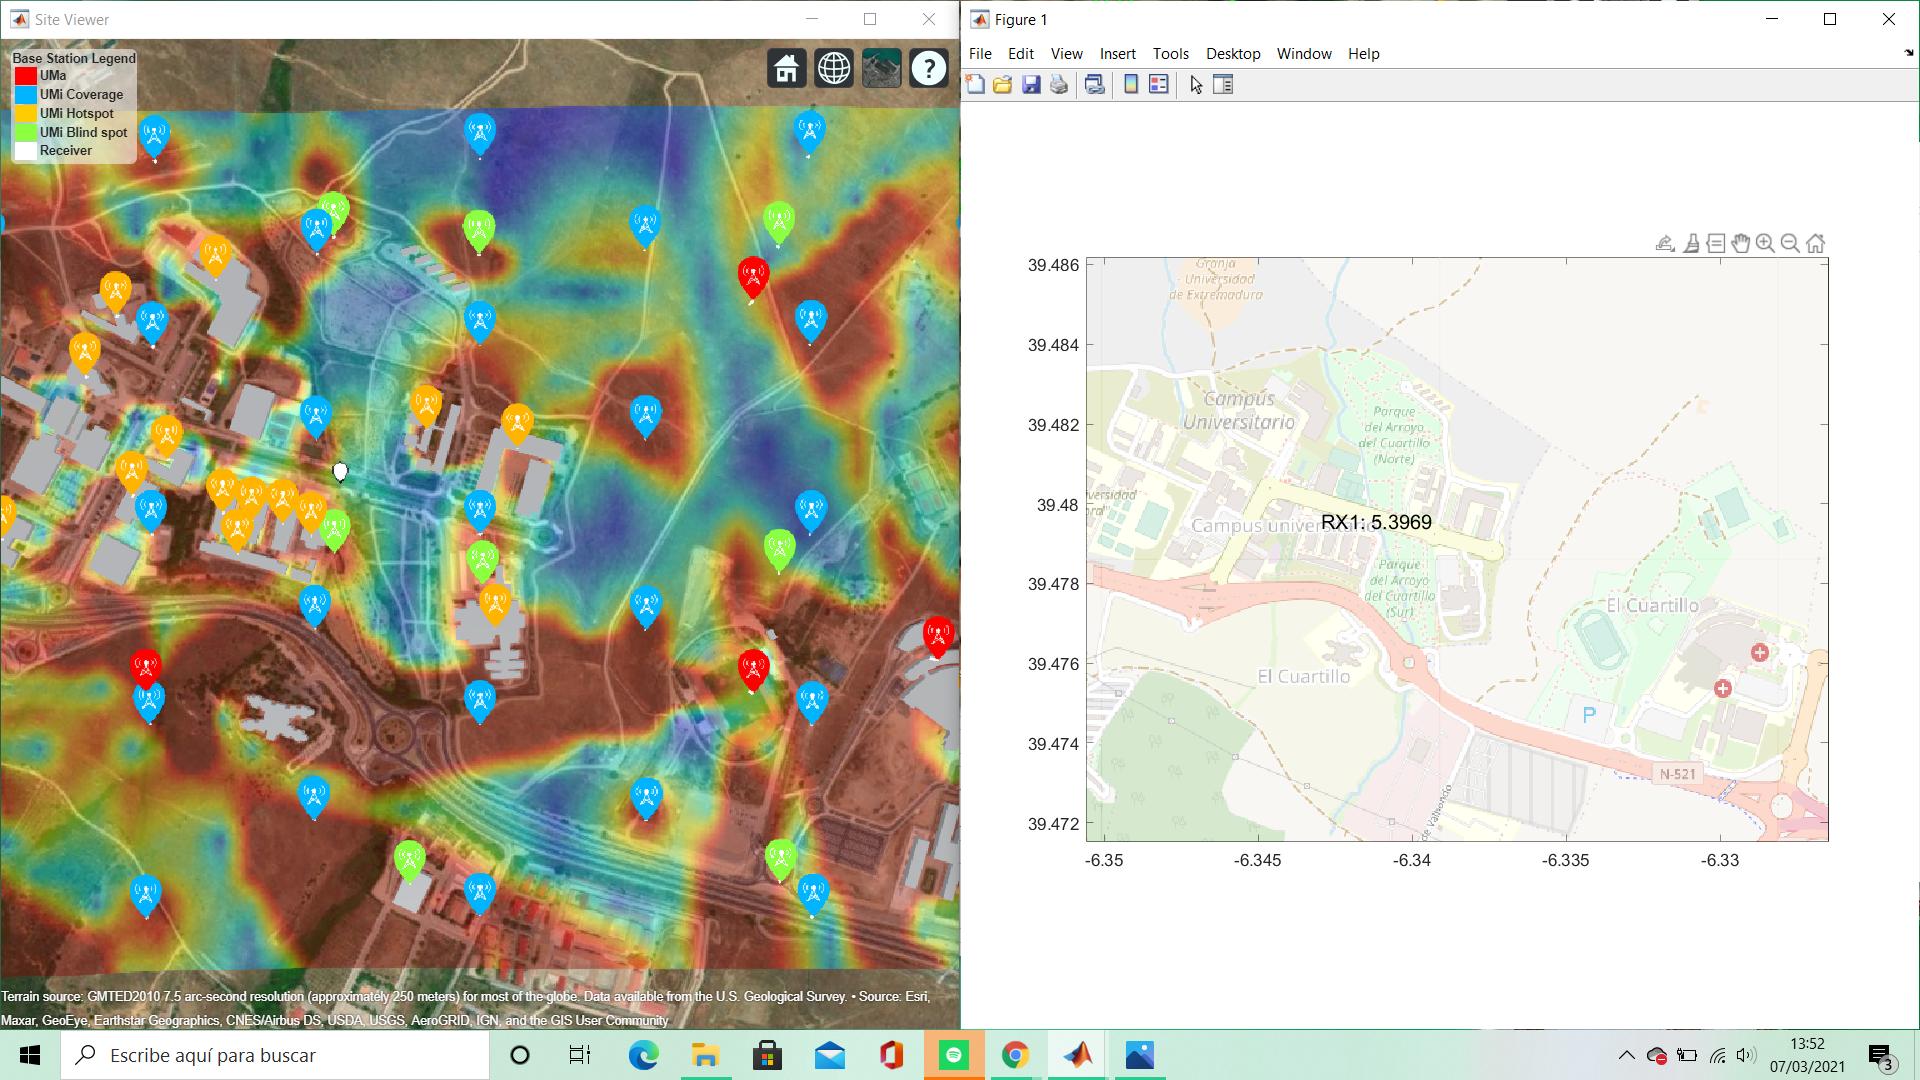 Site Viewer
Base Station Legend
UMa
UMi Coverage
UMi Hotspot
UMi Blind spot
Receiver
?
Terrain source: GMTED2010 7.5 arc-second resolution (approximately 250 meters) for most of the globe. Data available from the U.S. Geological Survey. • Source: Esri,
Maxar, GeoEye, Earthstar Geographics, CNES/Airbus DS, USDA, USGS, AeroGRID, IGN, and the GIS User Community
Figure 1
File Edit View Insert Tools Desktop Window Help
39.486
39.484
39.482
39.48
39.478
39.476
39.474
39.472
-6.35 -6.345 -6.34 -6.335 -6.33
Granja
Universidad
de Extremadura
Campus
Universitario
Parque
del Arroyo
del Cuartillo
(Norte)
Campus
RX1: 5.3969
Parque
del Arroyo
del Cuartillo
(Sur)
El Cuartillo
El Cuartillo
P
N-521
Escribe aquí para buscar
13:52
07/03/2021
3